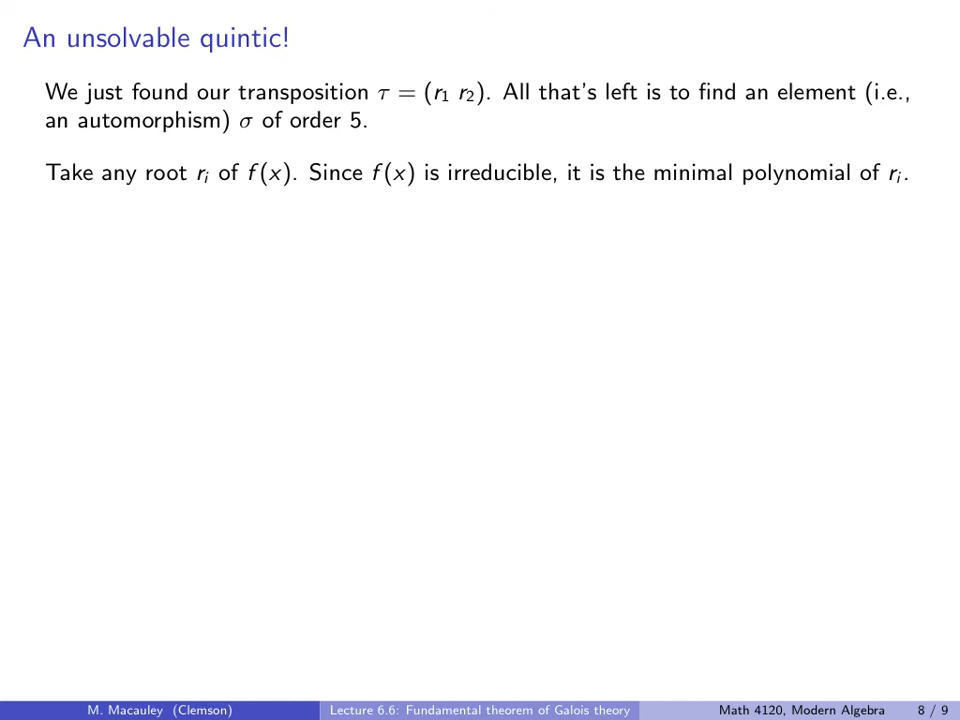 An unsolvable quintic!
We just found our transposition τ = (r₁ r₂). All that's left is to find an element (i.e.,
an automorphism) σ of order 5.
Take any root rᵢ of f(x). Since f(x) is irreducible, it is the minimal polynomial of rᵢ.
M. Macauley (Clemson)
Lecture 6.6: Fundamental theorem of Galois theory
Math 4120, Modern Algebra
8 / 9